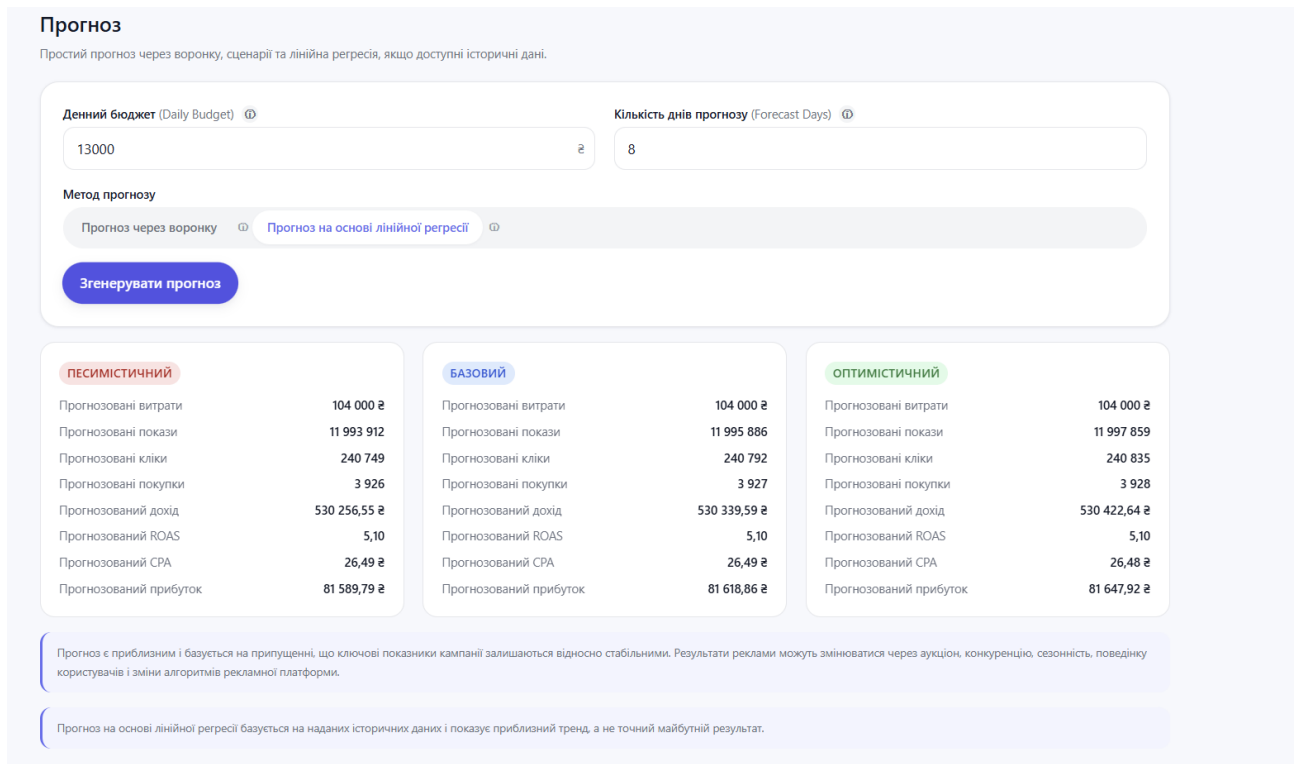 Прогноз
Простий прогноз через воронку, сценарії та лінійна регресія, якщо доступні історичні дані.
Денний бюджет (Daily Budget)
Кількість днів прогнозу (Forecast Days)
13000 ₴
8
Метод прогнозу
Прогноз через воронку
Прогноз на основі лінійної регресії
Згенерувати прогноз
ПЕСИМІСТИЧНИЙ
Прогнозовані витрати 104 000 ₴
Прогнозовані покази 11 993 912
Прогнозовані кліки 240 749
Прогнозовані покупки 3 926
Прогнозований дохід 530 256,55 ₴
Прогнозований ROAS 5,10
Прогнозований CPA 26,49 ₴
Прогнозований прибуток 81 589,79 ₴
БАЗОВИЙ
Прогнозовані витрати 104 000 ₴
Прогнозовані покази 11 995 886
Прогнозовані кліки 240 792
Прогнозовані покупки 3 927
Прогнозований дохід 530 339,59 ₴
Прогнозований ROAS 5,10
Прогнозований CPA 26,49 ₴
Прогнозований прибуток 81 618,86 ₴
ОПТИМІСТИЧНИЙ
Прогнозовані витрати 104 000 ₴
Прогнозовані покази 11 997 859
Прогнозовані кліки 240 835
Прогнозовані покупки 3 928
Прогнозований дохід 530 422,64 ₴
Прогнозований ROAS 5,10
Прогнозований CPA 26,48 ₴
Прогнозований прибуток 81 647,92 ₴
Прогноз є приблизним і базується на припущенні, що ключові показники кампанії залишаються відносно стабільними. Результати реклами можуть змінюватися через аукціон, конкуренцію, сезонність, поведінку
користувачів і зміни алгоритмів рекламної платформи.
Прогноз на основі лінійної регресії базується на наданих історичних даних і показує приблизний тренд, а не точний майбутній результат.